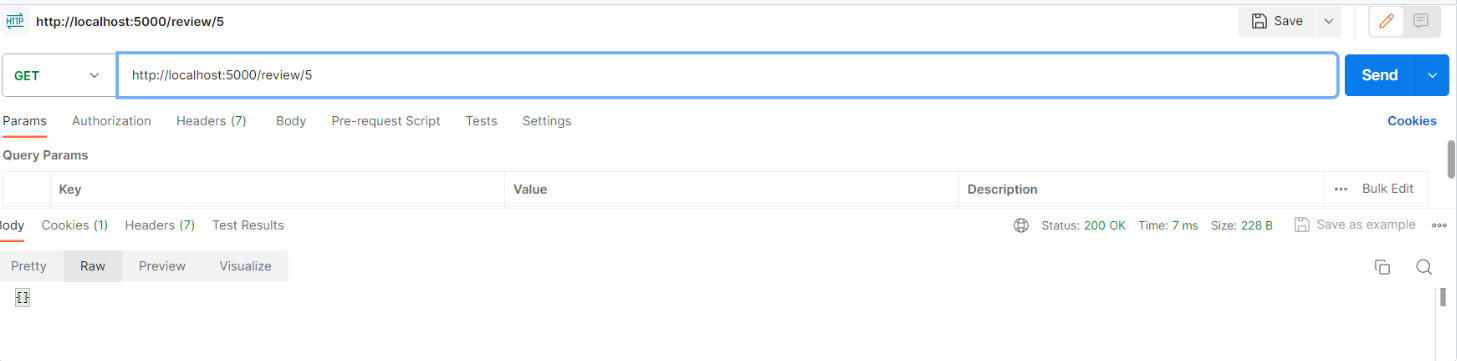 HTTP http://localhost:5000/review/5 Save
GET http://localhost:5000/review/5 Send
Params Authorization Headers (7) Body Pre-request Script Tests Settings Cookies
Query Params
Key Value Description ••• Bulk Edit
Body Cookies (1) Headers (7) Test Results Status: 200 OK Time: 7 ms Size: 228 B Save as example
Pretty Raw Preview Visualize
{}